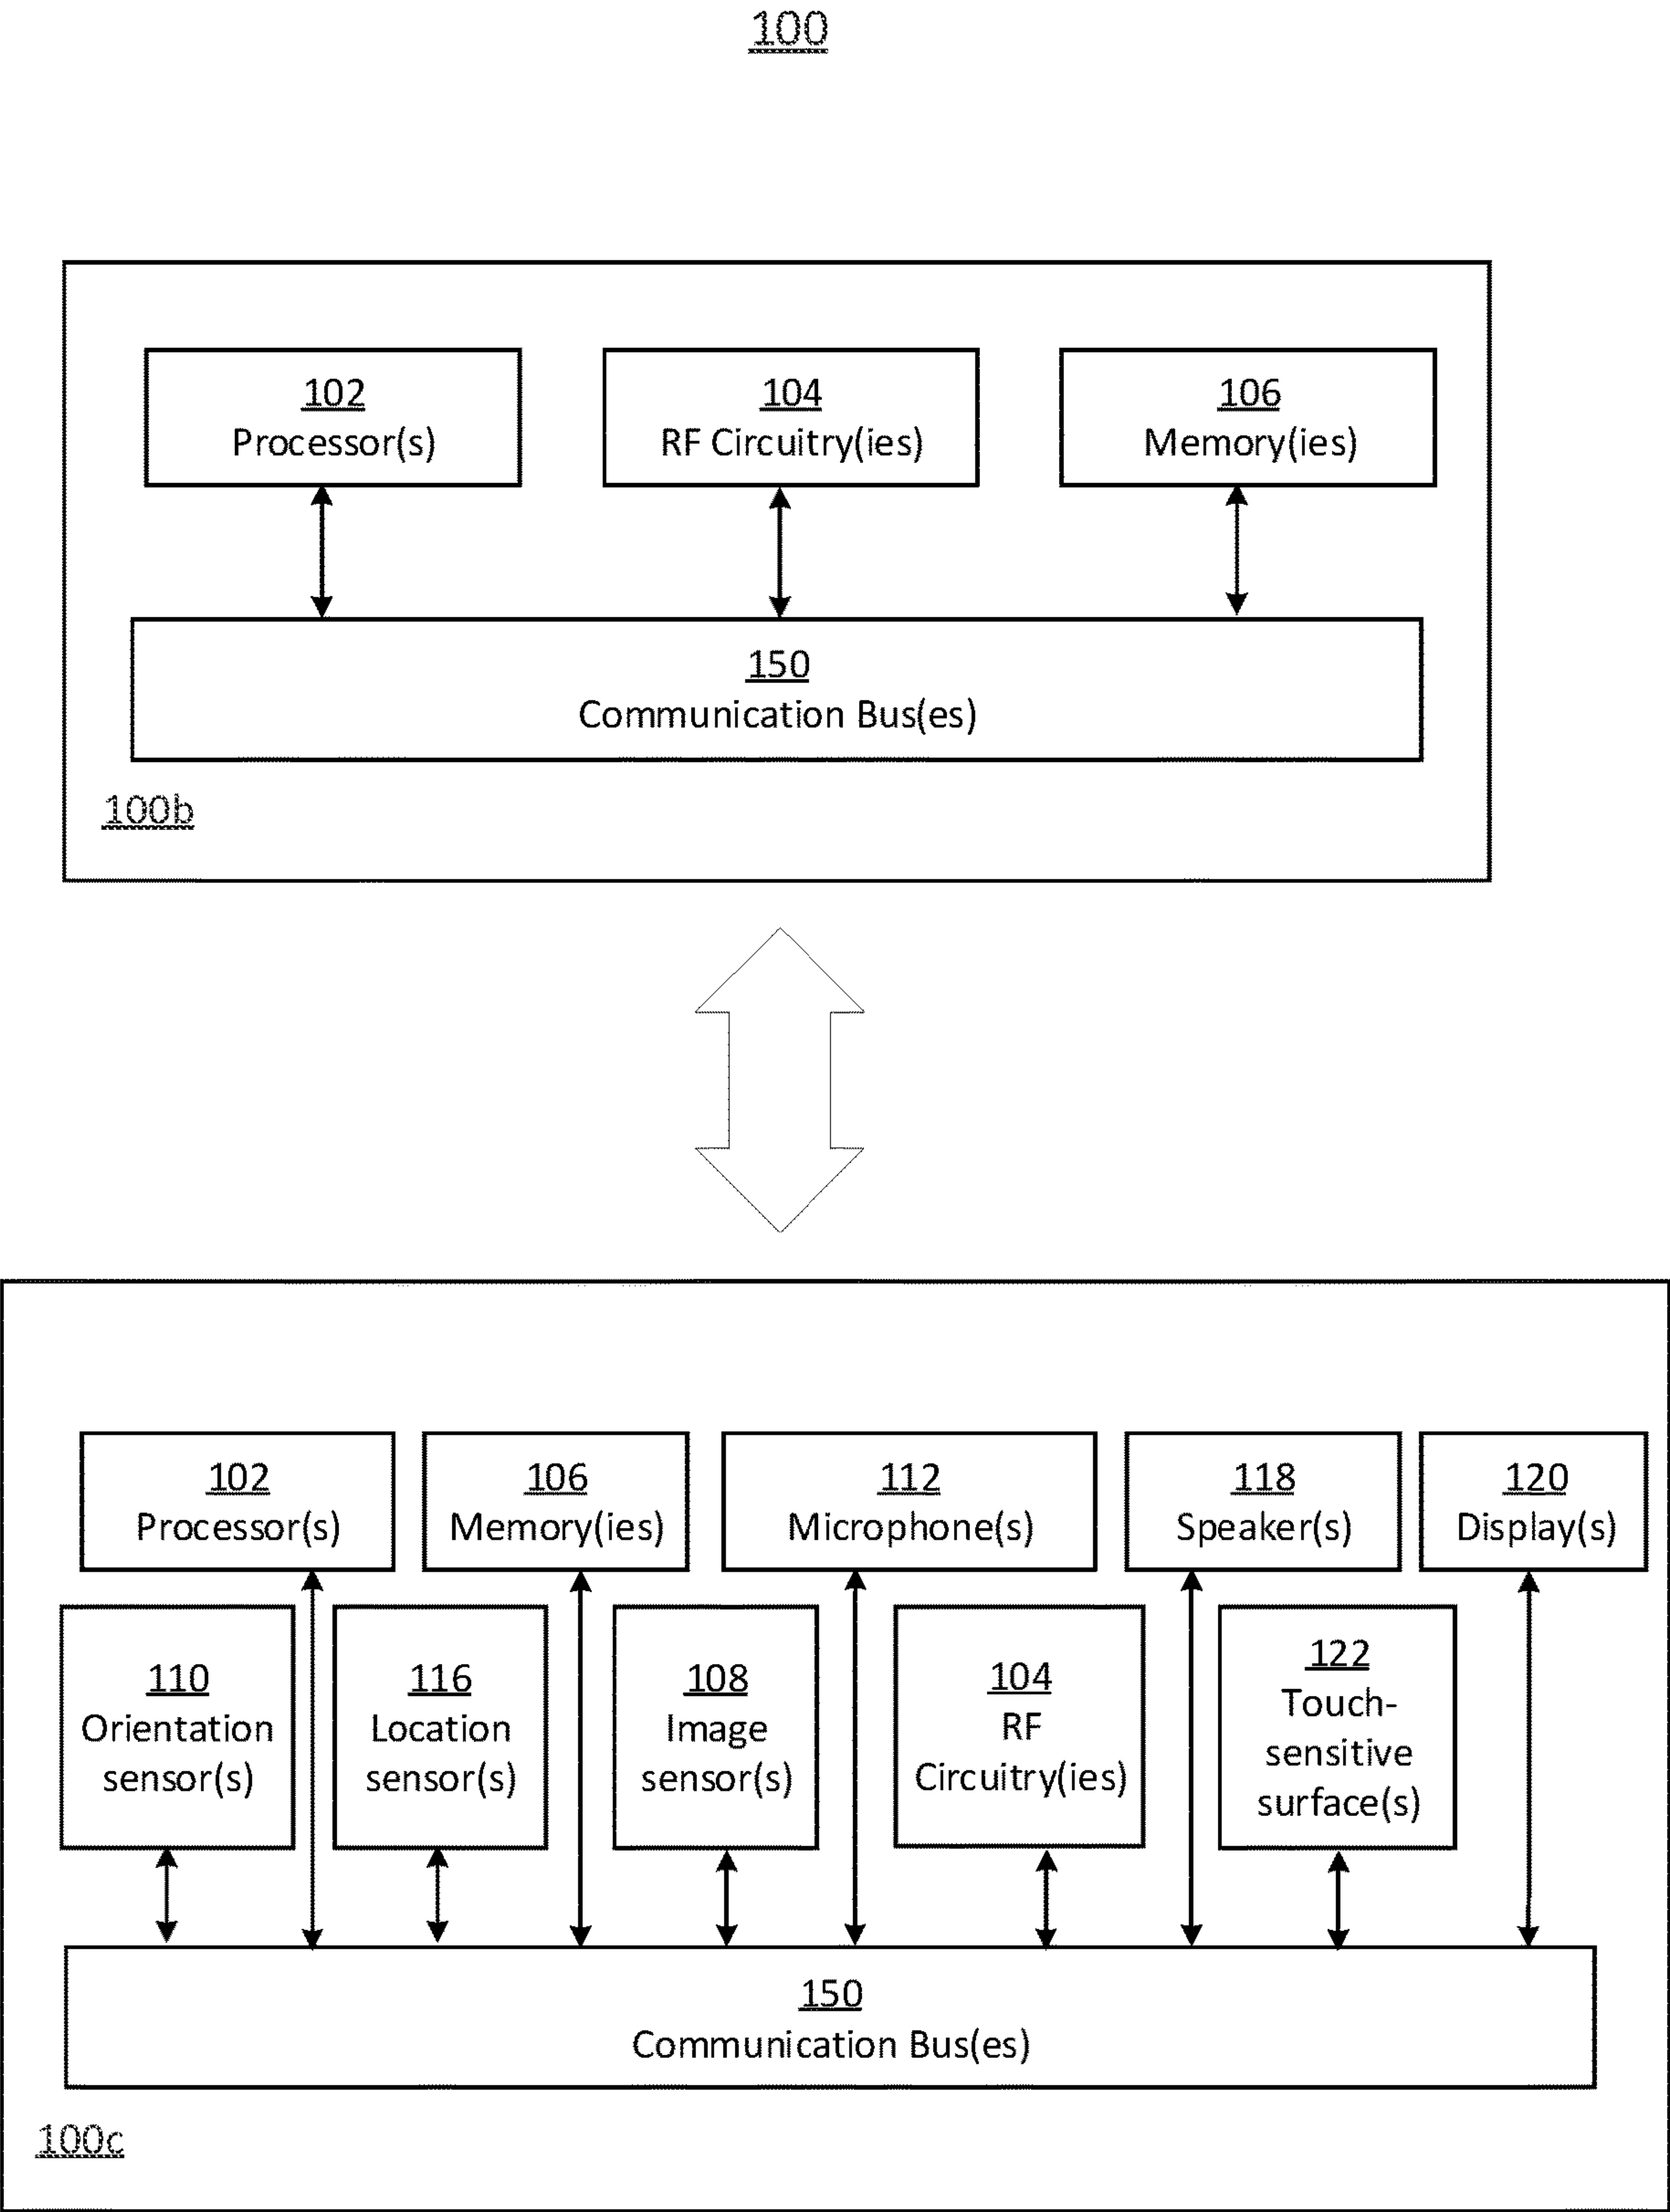 100
102
Processor(s)
104
RF Circuitry(ies)
106
Memory(ies)
150
Communication Bus(es)
100b
102
Processor(s)
106
Memory(ies)
112
Microphone(s)
118
Speaker(s)
120
Display(s)
110
Orientation
sensor(s)
116
Location
sensor(s)
108
Image
sensor(s)
104
RF
Circuitry(ies)
122
Touch-
sensitive
surface(s)
150
Communication Bus(es)
100c